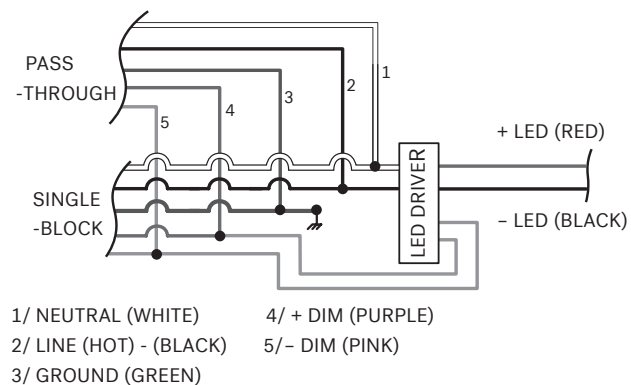 PASS
-THROUGH
1
2
3
4
5
SINGLE
-BLOCK
LED DRIVER
+ LED (RED)
– LED (BLACK)
1/ NEUTRAL (WHITE)
2/ LINE (HOT) - (BLACK)
3/ GROUND (GREEN)
4/ + DIM (PURPLE)
5/– DIM (PINK)